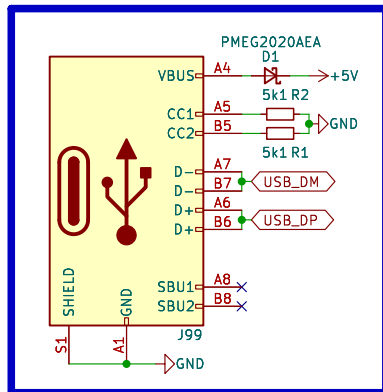 PMEG2020AEA
D1
VBUS A4
+5V
5k1 R2
CC1 A5
GND
CC2 B5
5k1 R1
D- A7
USB_DM
D- B7
D+ A6
USB_DP
D+ B6
SBU1 A8
SBU2 B8
SHIELD
GND
J99
S1
A1
GND